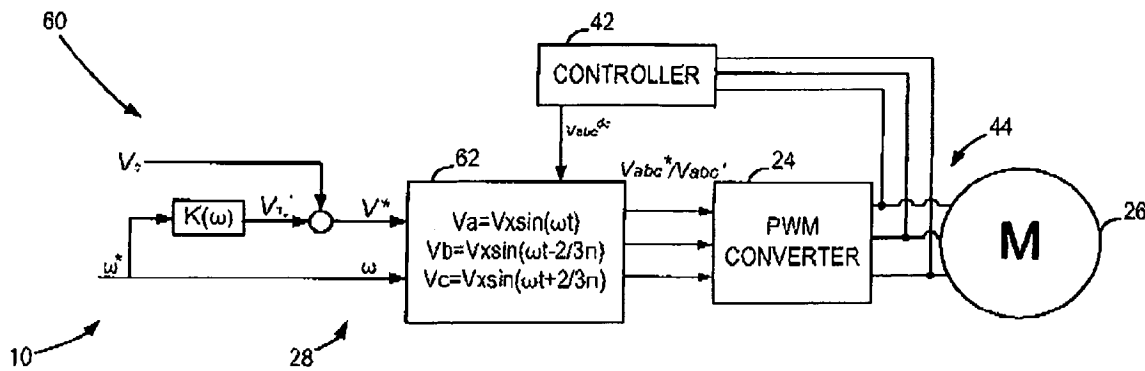 60
42
CONTROLLER
Vabc
62
Vabc*/Vabc'
24
44
K(ω)
V*
Va=Vxsin(ωt)
Vb=Vxsin(ωt-2/3π)
Vc=Vxsin(ωt+2/3π)
PWM
CONVERTER
M
26
ω*
ω
10
28